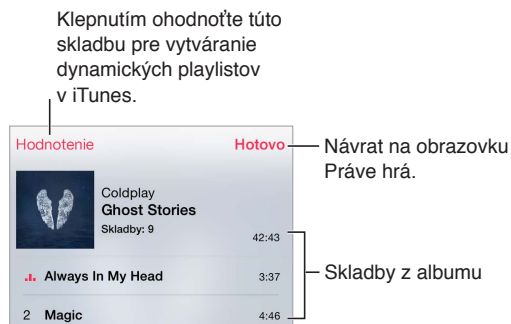 Klepnutím ohodnoťte túto
skladbu pre vytváranie
dynamických playlistov
v iTunes.
Hodnotenie
Hotovo
Návrat na obrazovku
Práve hrá.
Coldplay
Ghost Stories
Skladby: 9
42:43
Always In My Head 3:37
Skladby z albumu
2 Magic 4:46